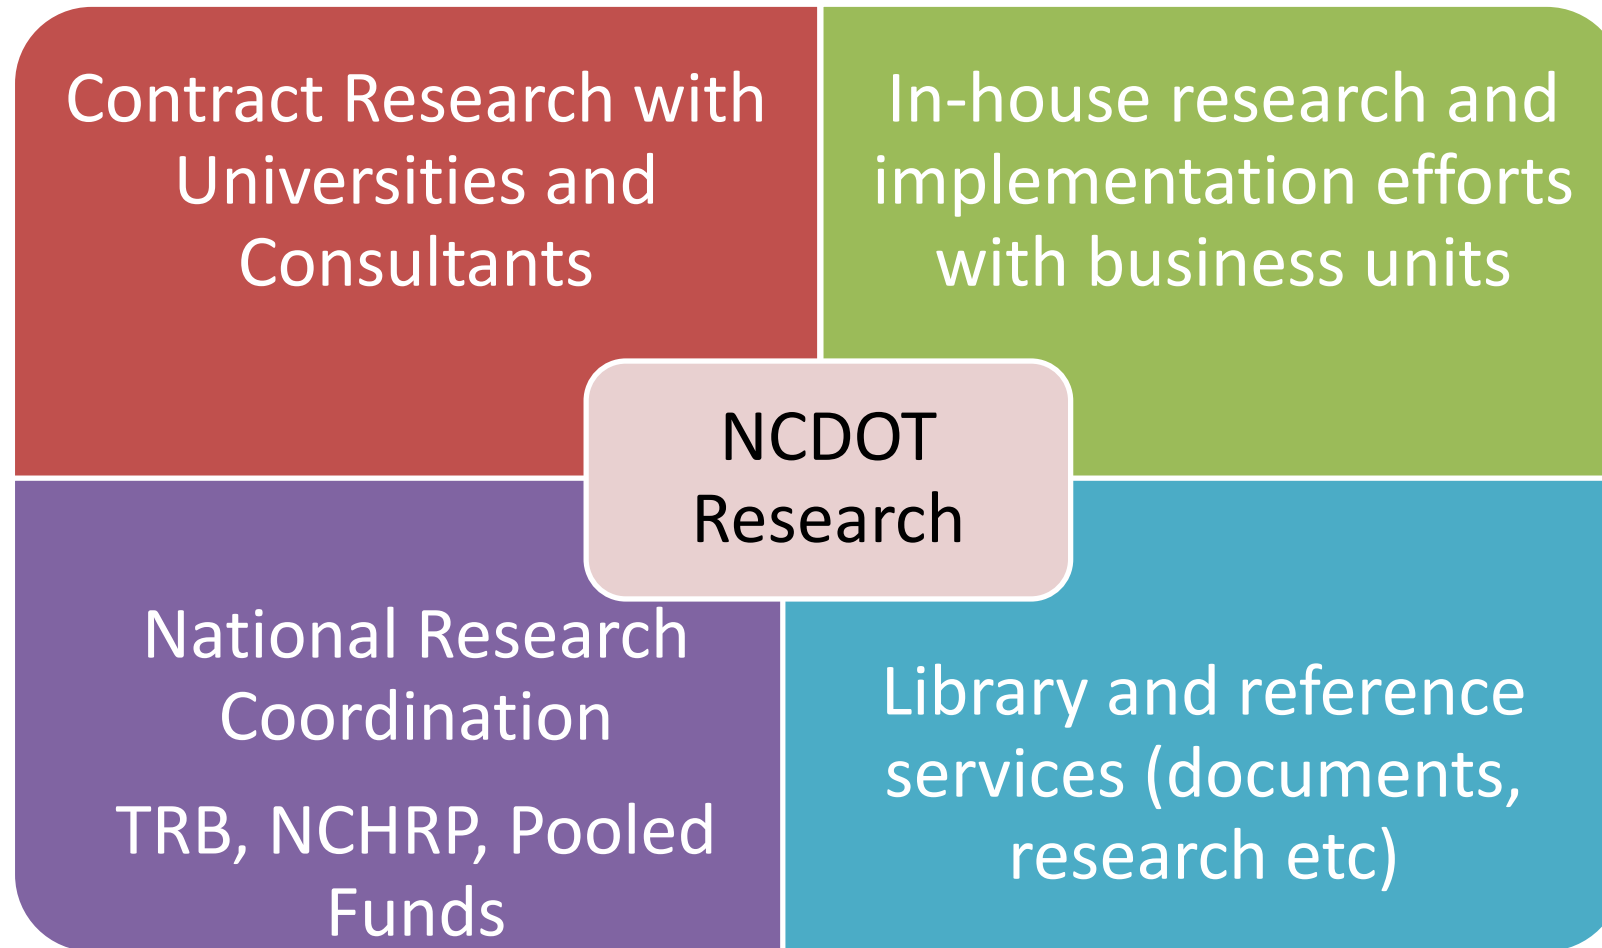 Contract Research with
Universities and
Consultants
In-house research and
implementation efforts
with business units
NCDOT
Research
National Research
Coordination
TRB, NCHRP, Pooled
Funds
Library and reference
services (documents,
research etc)